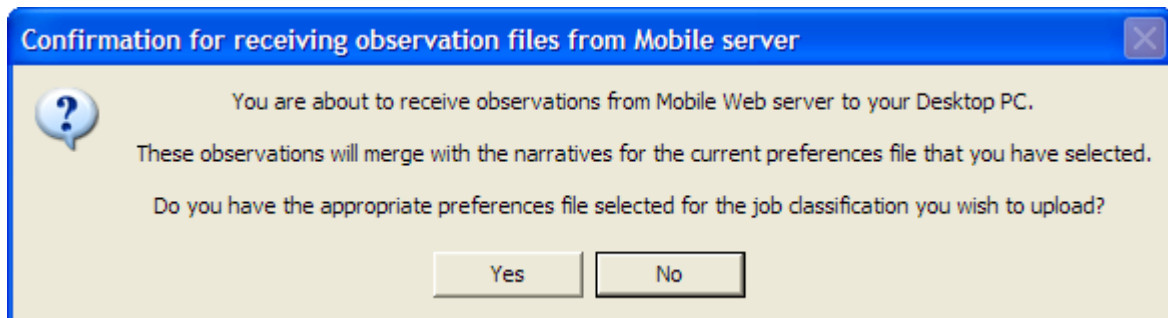 Confirmation for receiving observation files from Mobile server
You are about to receive observations from Mobile Web server to your Desktop PC.
These observations will merge with the narratives for the current preferences file that you have selected.
Do you have the appropriate preferences file selected for the job classification you wish to upload?
Yes No